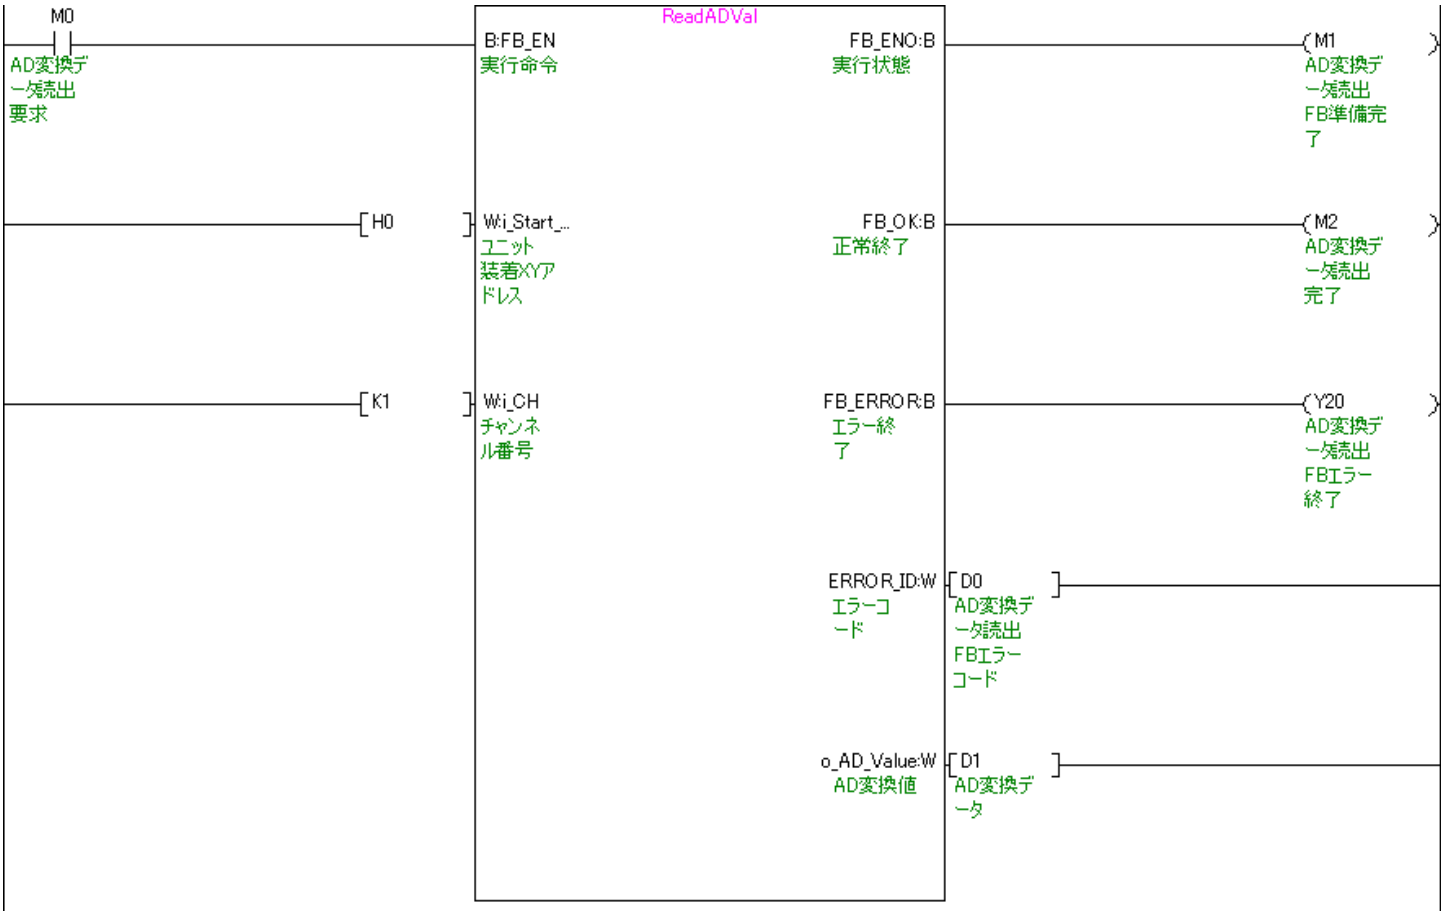 M0
AD変換デ
ータ読出
要求
ReadADVal
B:FB_EN
実行命令
FB_ENO:B
実行状態
M1
AD変換デ
ータ読出
FB準備完
了
H0
W:i_Start_...
ユニット
装着XYア
ドレス
FB_OK:B
正常終了
M2
AD変換デ
ータ読出
完了
K1
W:i_CH
チャンネ
ル番号
FB_ERROR:B
エラー終
了
Y20
AD変換デ
ータ読出
FBエラー
終了
ERROR_ID:W
エラーコ
ード
D0
AD変換デ
ータ読出
FBエラー
コード
o_AD_Value:W
AD変換値
D1
AD変換デ
ータ